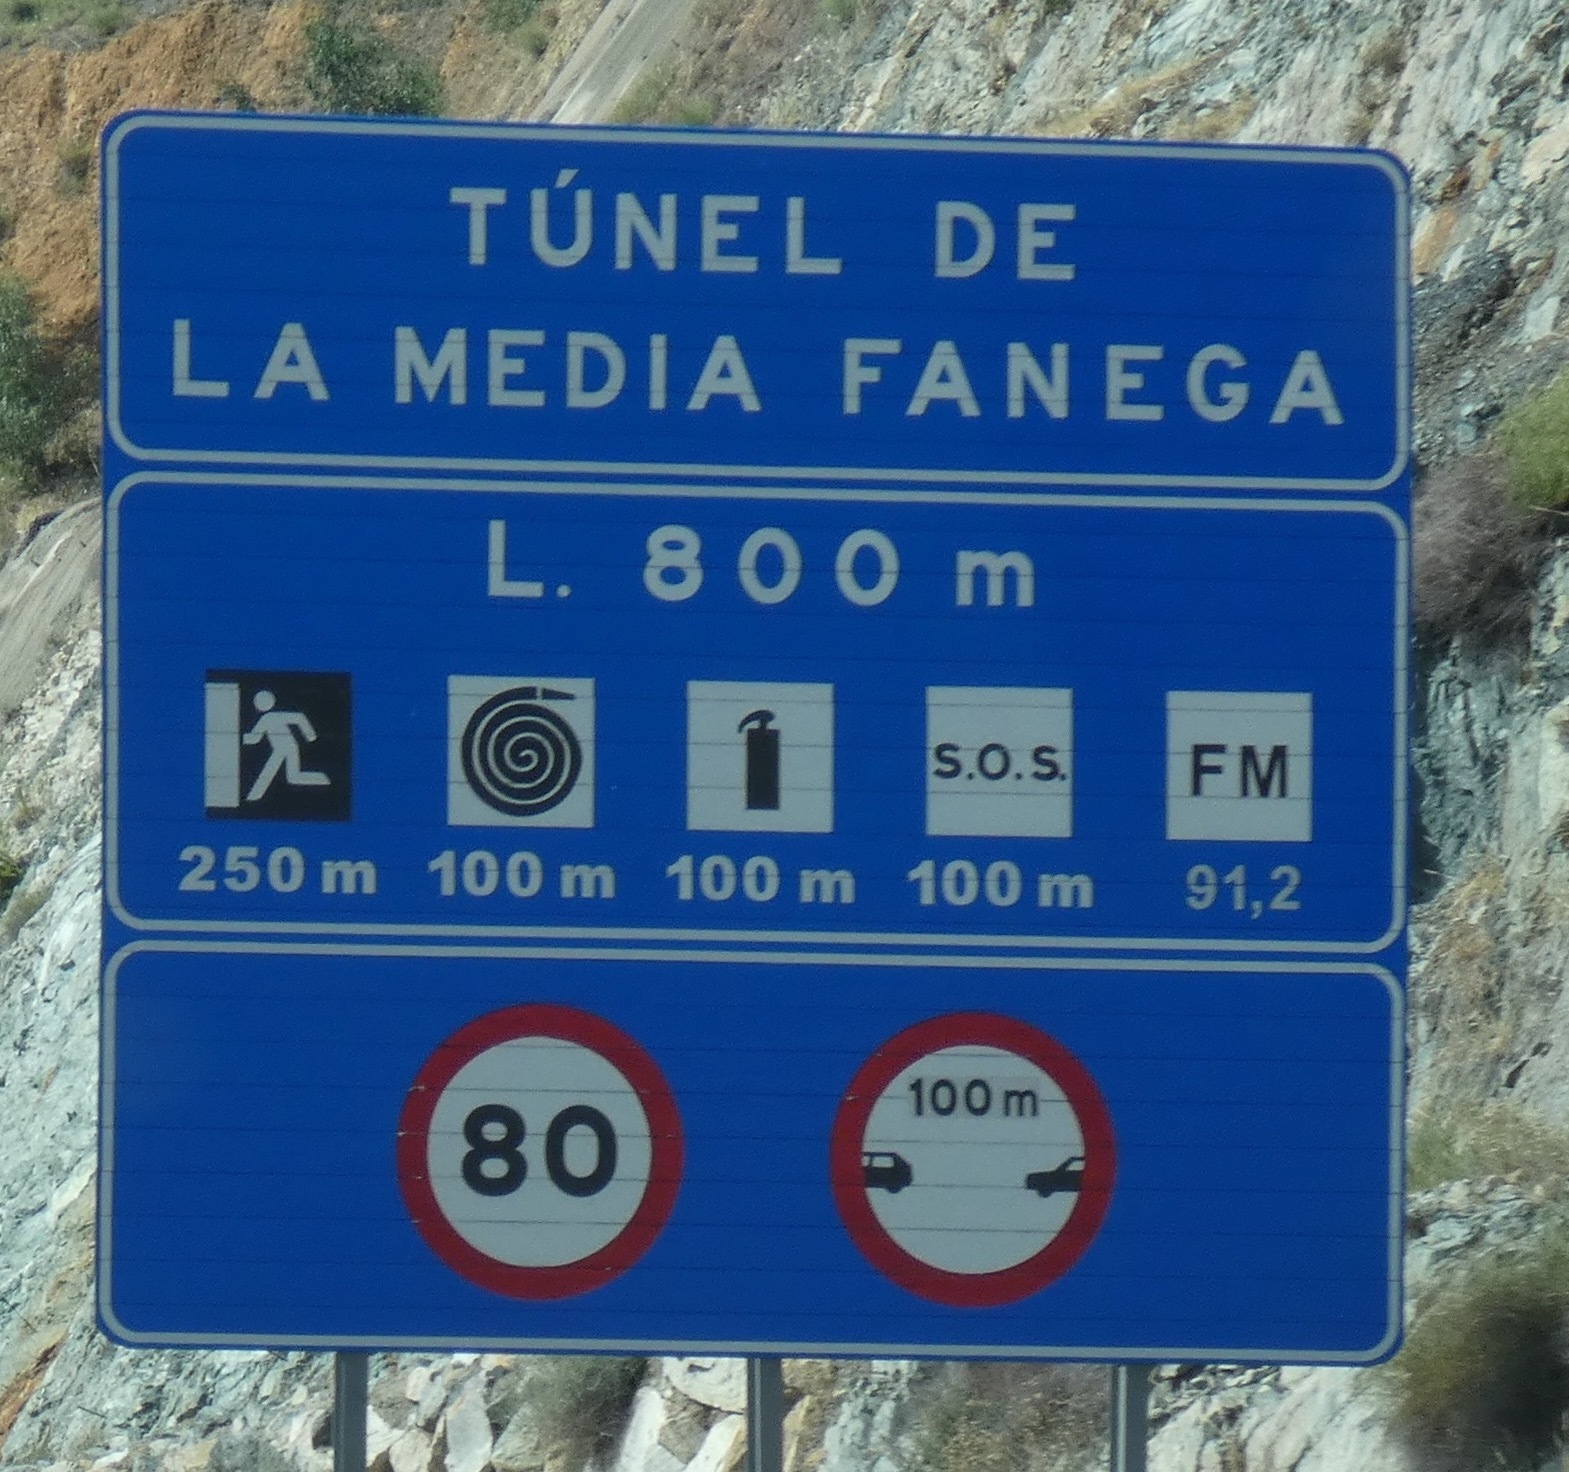 TÚNEL DE
LA MEDIA FANEGA
L. 800 m
S.O.S. FM
250 m 100 m 100 m 100 m 91,2
100 m
80